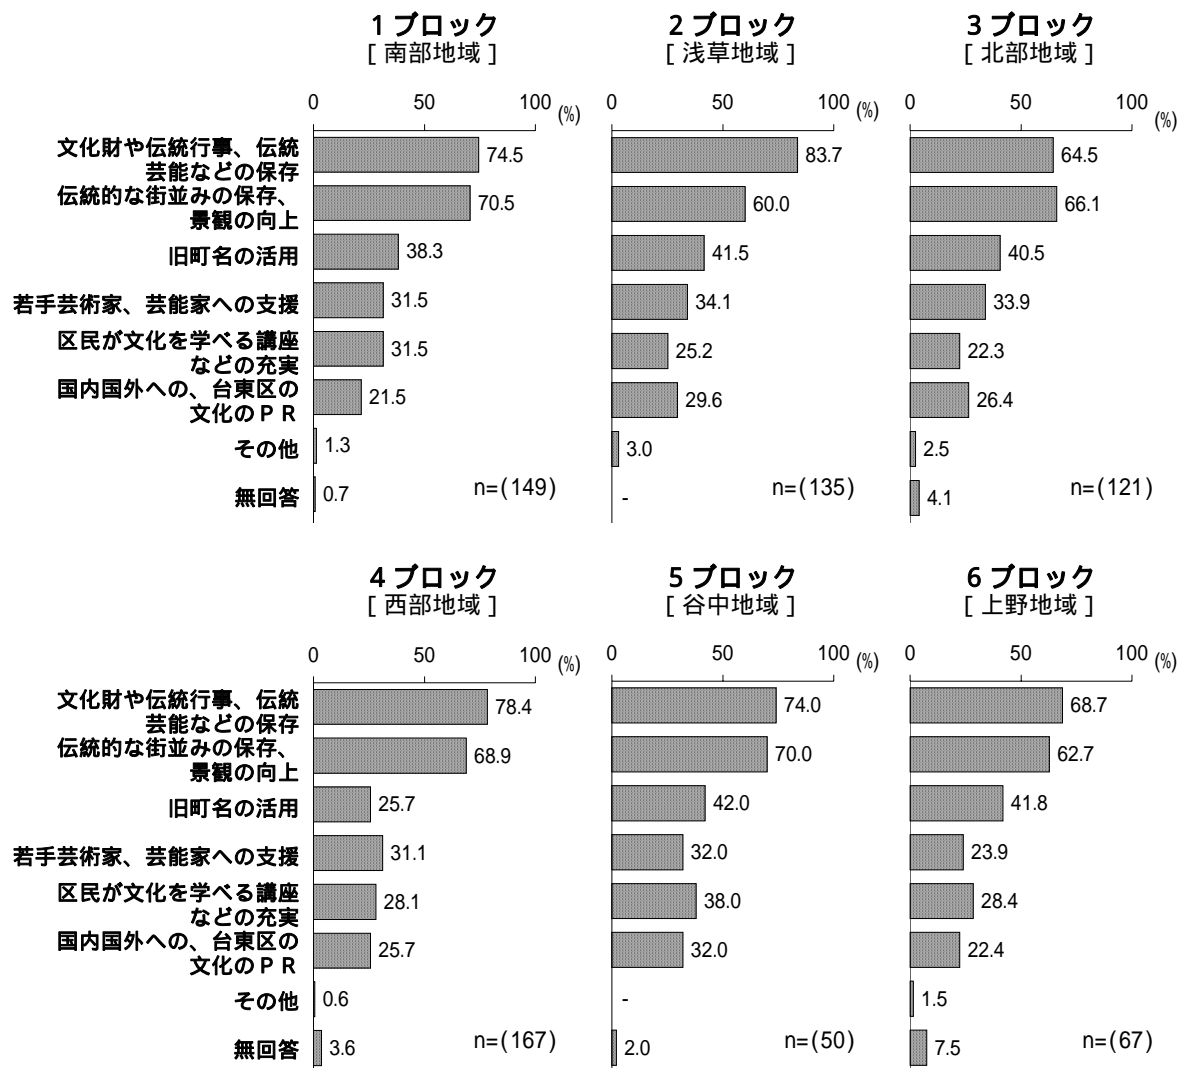 1 ブロック
[ 南部地域 ]
0 50 100 (%)
文化財や伝統行事、伝統
芸能などの保存
74.5
伝統的な街並みの保存、
景観の向上
70.5
旧町名の活用
38.3
若手芸術家、芸能家への支援
31.5
区民が文化を学べる講座
などの充実
31.5
国内国外への、台東区の
文化のＰＲ
21.5
その他
1.3
無回答
0.7
n=(149)
2 ブロック
[ 浅草地域 ]
0 50 100 (%)
83.7
60.0
41.5
34.1
25.2
29.6
3.0
-
n=(135)
3 ブロック
[ 北部地域 ]
0 50 100 (%)
64.5
66.1
40.5
33.9
22.3
26.4
2.5
4.1
n=(121)
4 ブロック
[ 西部地域 ]
0 50 100 (%)
文化財や伝統行事、伝統
芸能などの保存
78.4
伝統的な街並みの保存、
景観の向上
68.9
旧町名の活用
25.7
若手芸術家、芸能家への支援
31.1
区民が文化を学べる講座
などの充実
28.1
国内国外への、台東区の
文化のＰＲ
25.7
その他
0.6
無回答
3.6
n=(167)
5 ブロック
[ 谷中地域 ]
0 50 100 (%)
74.0
70.0
42.0
32.0
38.0
32.0
-
2.0
n=(50)
6 ブロック
[ 上野地域 ]
0 50 100 (%)
68.7
62.7
41.8
23.9
28.4
22.4
1.5
7.5
n=(67)